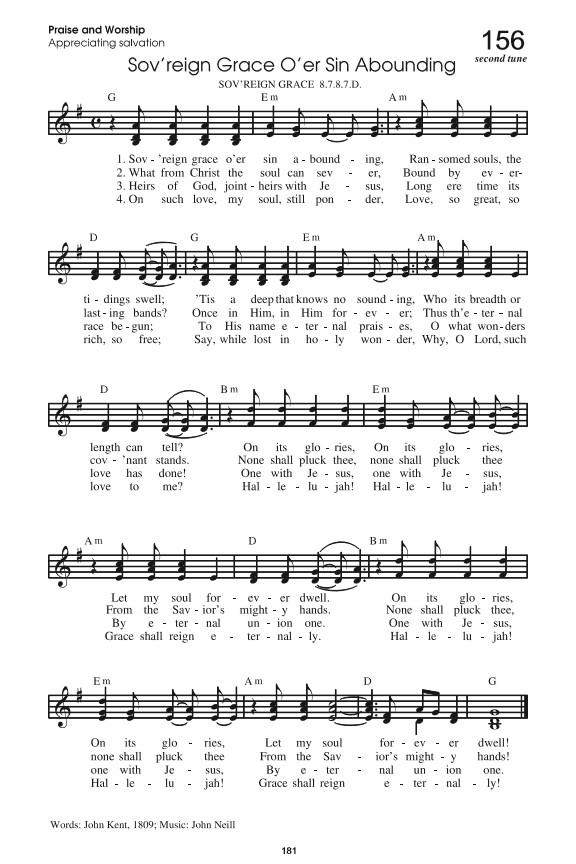 Praise and Worship
Appreciating salvation
156
second tune
Sov'reign Grace O'er Sin Abounding
SOV'REIGN GRACE 8.7.8.7.D.
G Em Am
1. Sov - 'reign grace o'er sin a - bound - ing, Ran - somed souls, the
2. What from Christ the soul can sev - er, Bound by ev - er-
3. Heirs of God, joint - heirs with Je - sus, Long ere time its
4. On such love, my soul, still pon - der, Love, so great, so
D G Em Am
ti - dings swell; 'Tis a deep that knows no sound - ing, Who its breadth or
last - ing bands? Once in Him, in Him for - ev - er; Thus th'e - ter - nal
race be - gun; To His name e - ter - nal prais - es, O what won - ders
rich, so free; Say, while lost in ho - ly won - der, Why, O Lord, such
D Bm Em
length can tell? On its glo - ries, On its glo - ries,
cov - 'nant stands. None shall pluck thee, none shall pluck thee
love has done! One with Je - sus, one with Je - sus,
love to me? Hal - le - lu - jah! Hal - le - lu - jah!
Am D Bm
Let my soul for - ev - er dwell. On its glo - ries,
From the Sav - ior's might - y hands. None shall pluck thee,
By e - ter - nal un - ion one. One with Je - sus,
Grace shall reign e - ter - nal - ly. Hal - le - lu - jah!
Em Am D G
On its glo - ries, Let my soul for - ev - er dwell!
none shall pluck thee From the Sav - ior's might - y hands!
one with Je - sus, By e - ter - nal un - ion one.
Hal - le - lu - jah! Grace shall reign e - ter - nal - ly!
Words: John Kent, 1809; Music: John Neill
181